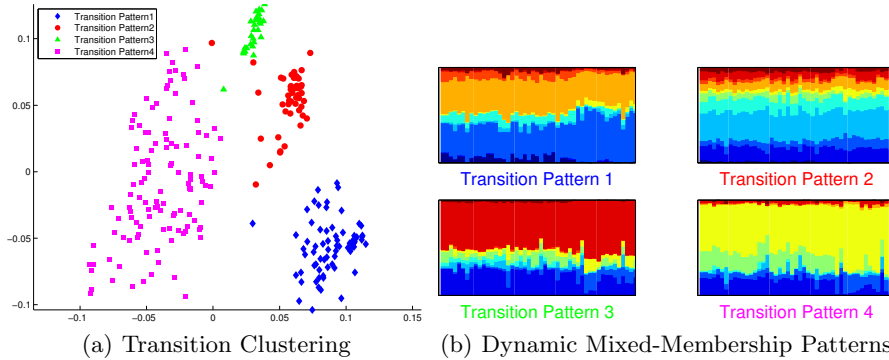 Transition Pattern1
Transition Pattern2
Transition Pattern3
Transition Pattern4
0.1
0.05
0
−0.05
−0.1
−0.1 −0.05 0 0.05 0.1 0.15
(a) Transition Clustering
Transition Pattern 1
Transition Pattern 2
Transition Pattern 3
Transition Pattern 4
(b) Dynamic Mixed-Membership Patterns